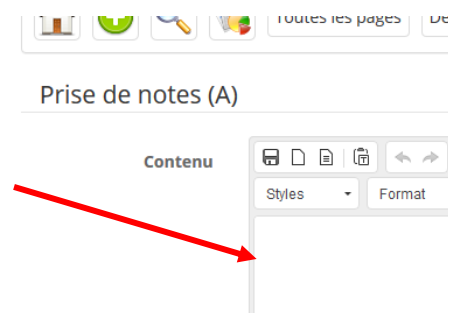 Toutes les pages
Prise de notes (A)
Contenu
Styles
Format